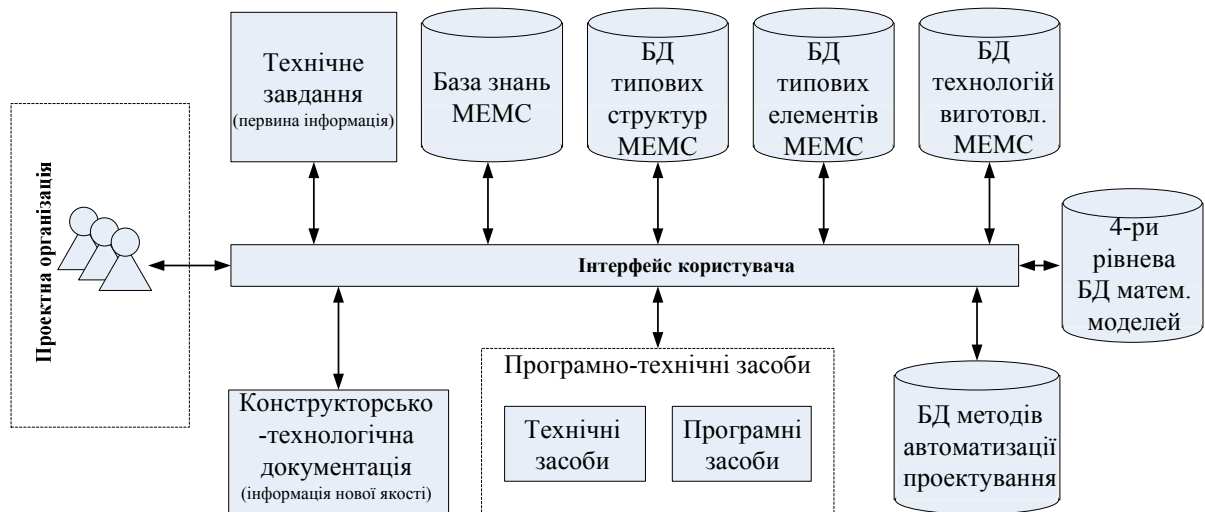 Технічне
завдання
(первина інформація)
База знань
МЕМС
БД
типових
структур
МЕМС
БД
типових
елементів
МЕМС
БД
технологій
виготовл.
МЕМС
Проектна організація
Інтерфейс користувача
4-ри
рівнева
БД матем.
моделей
Конструкторсько
-технологічна
документація
(інформація нової якості)
Програмно-технічні засоби
Технічні
засоби
Програмні
засоби
БД методів
автоматизації
проектування